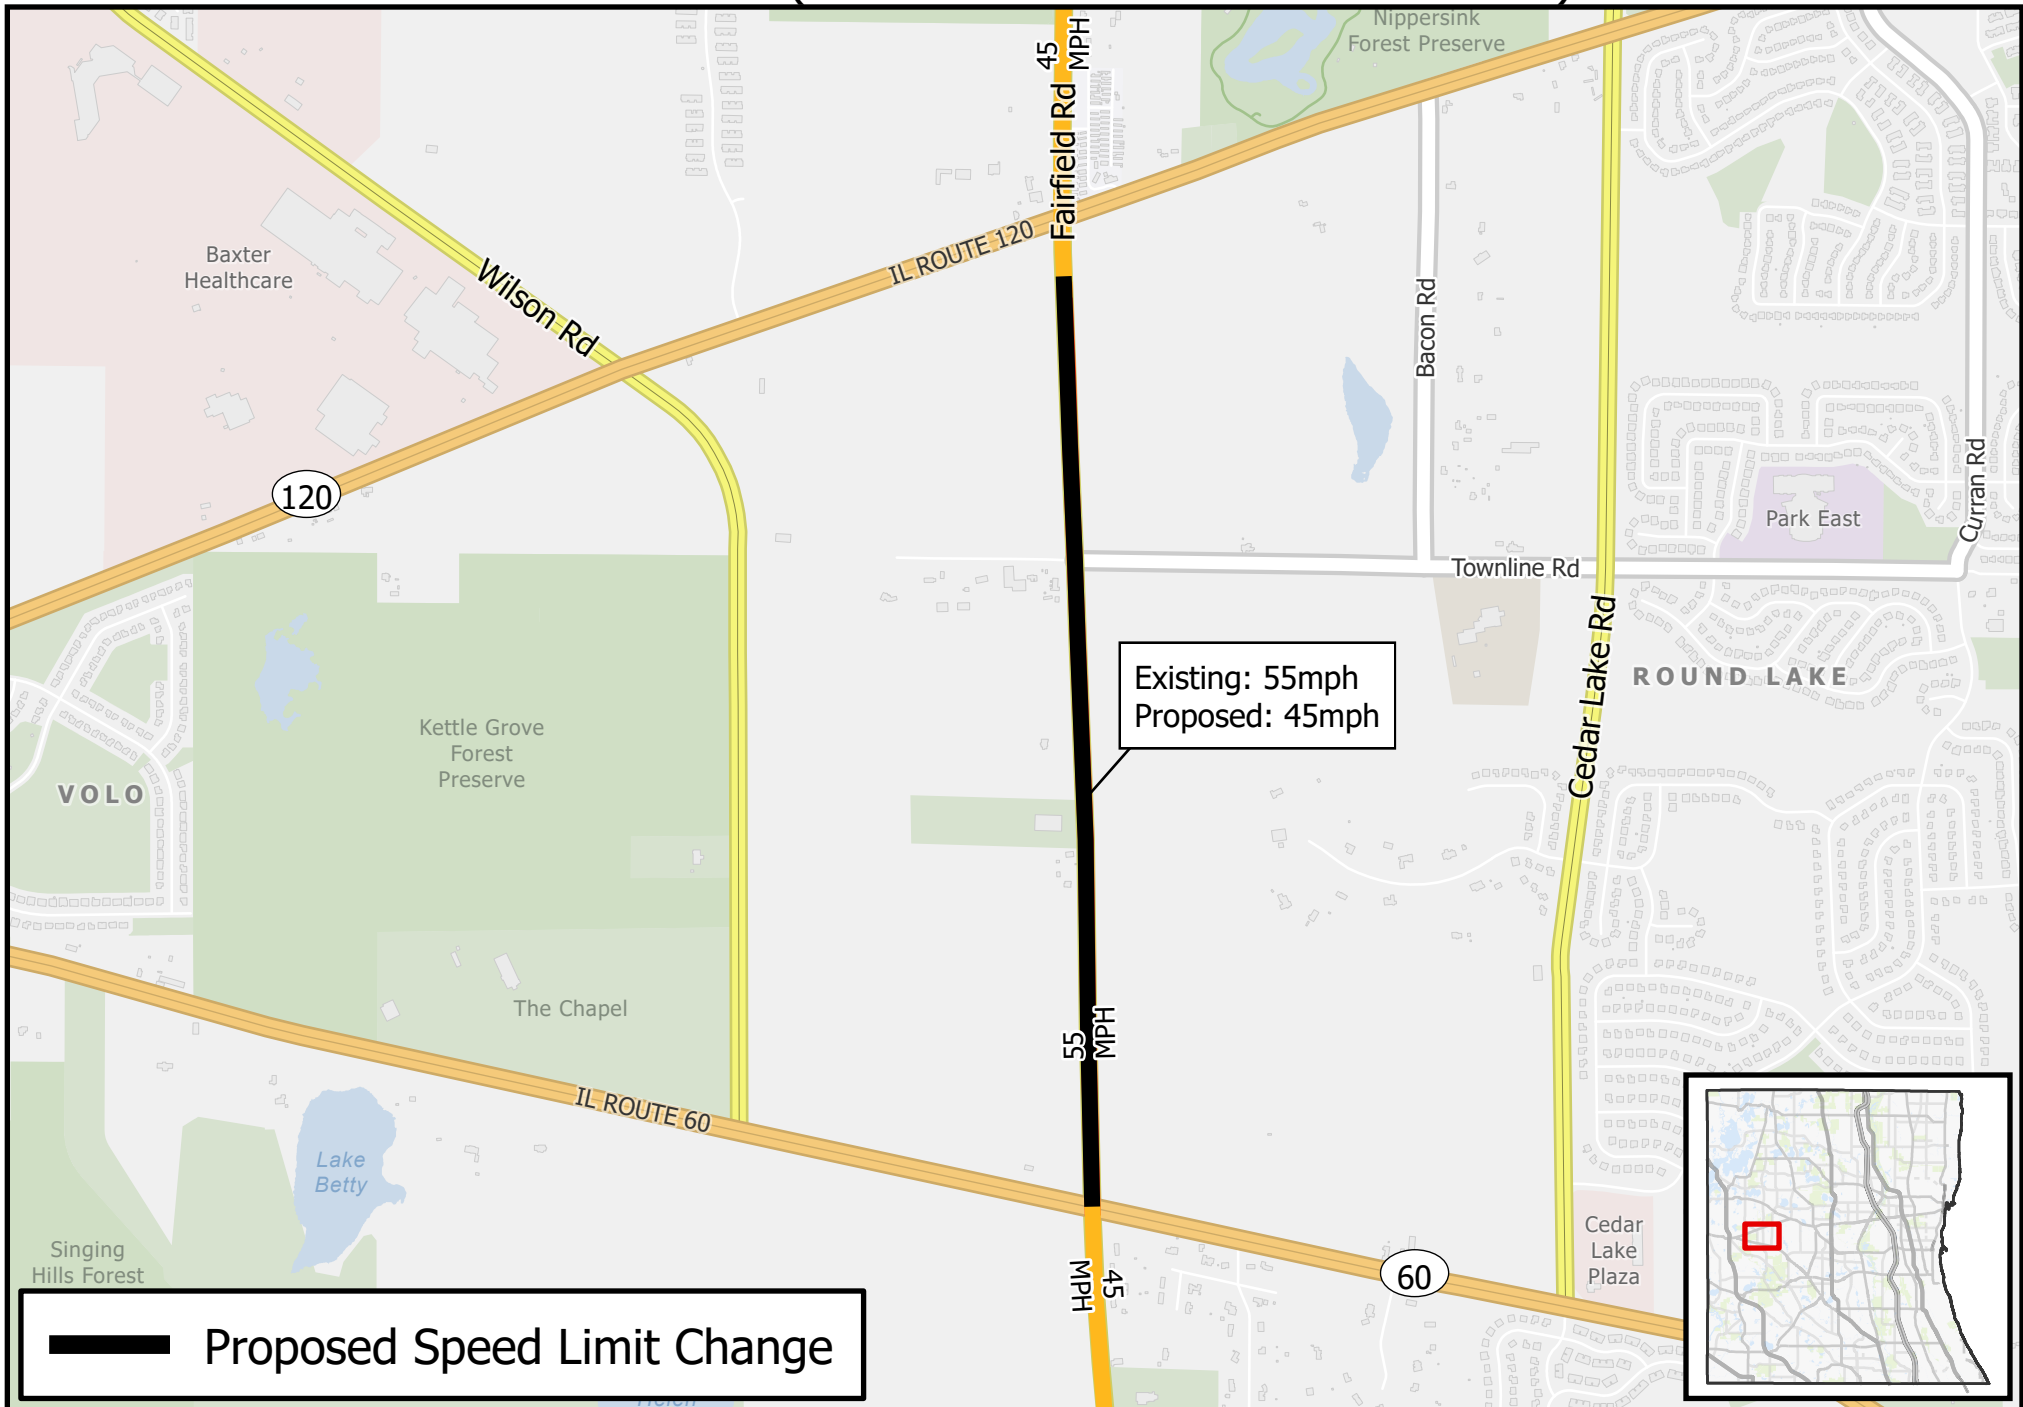 Nippersink
Forest Preserve
45
MPH
Fairfield Rd
IL ROUTE 120
Baxter
Healthcare
Wilson Rd
Bacon Rd
120
Curran Rd
Park East
Townline Rd
Cedar Lake Rd
ROUND LAKE
Existing: 55mph
Proposed: 45mph
Kettle Grove
Forest
Preserve
VOLO
The Chapel
55
MPH
IL ROUTE 60
Lake
Betty
Singing
Hills Forest
45
MPH
60
Cedar
Lake
Plaza
Proposed Speed Limit Change